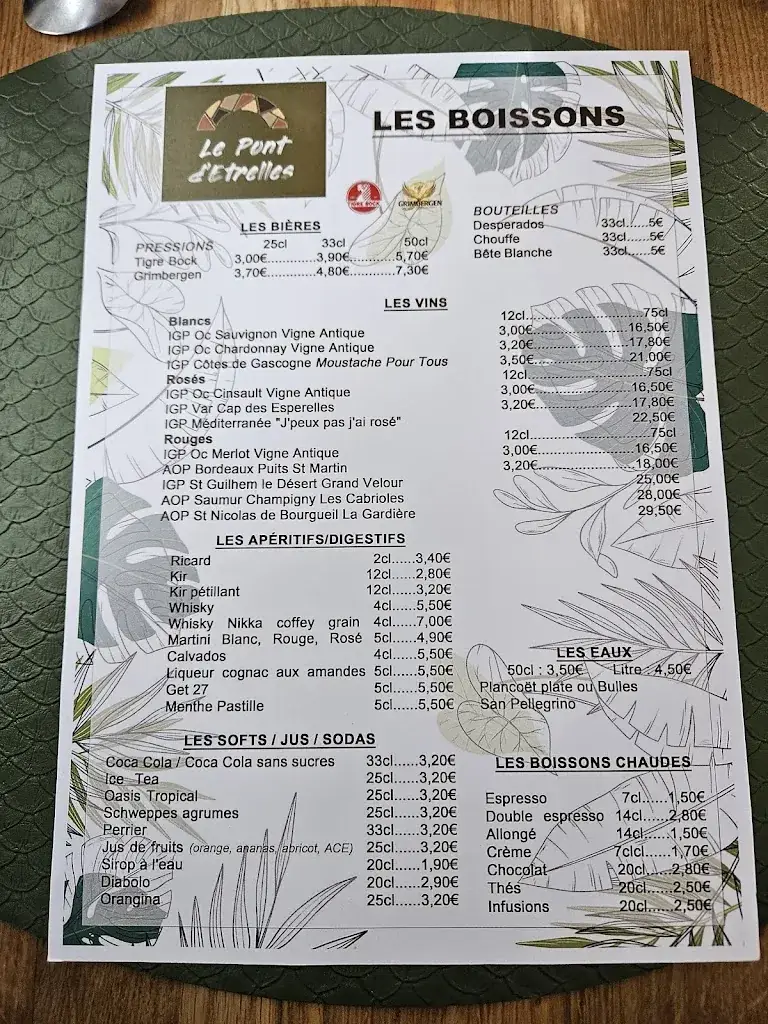 Le Pont
d'Etrelles
LES BOISSONS
TIGRE BOCK
GRIMBERGEN
LES BIÈRES
PRESSIONS 25cl 33cl 50cl
Tigre Bock 3,00€.............3,90€............5,70€
Grimbergen 3,70€.............4,80€...........7,30€
BOUTEILLES
Desperados 33cl......5€
Chouffe 33cl......5€
Bête Blanche 33cl......5€
LES VINS
Blancs 12cl...........................75cl
IGP Oc Sauvignon Vigne Antique 3,00€........................16,50€
IGP Oc Chardonnay Vigne Antique 3,20€........................17,80€
IGP Côtes de Gascogne Moustache Pour Tous 3,50€........................21,00€
Rosés 12cl...........................75cl
IGP Oc Cinsault Vigne Antique 3,00€........................16,50€
IGP Var Cap des Esperelles 3,20€........................17,80€
IGP Méditerranée "J'peux pas j'ai rosé" 22,50€
Rouges 12cl...........................75cl
IGP Oc Merlot Vigne Antique 3,00€........................16,50€
AOP Bordeaux Puits St Martin 3,20€........................18,00€
IGP St Guilhem le Désert Grand Velour 25,00€
AOP Saumur Champigny Les Cabrioles 28,00€
AOP St Nicolas de Bourgueil La Gardière 29,50€
LES APÉRITIFS/DIGESTIFS
Ricard 2cl......3,40€
Kir 12cl......2,80€
Kir pétillant 12cl......3,20€
Whisky 4cl......5,50€
Whisky Nikka coffey grain 4cl......7,00€
Martini Blanc, Rouge, Rosé 5cl......4,90€
Calvados 4cl......5,50€
Liqueur cognac aux amandes 5cl......5,50€
Get 27 5cl......5,50€
Menthe Pastille 5cl......5,50€
LES EAUX
50cl : 3,50€ Litre : 4,50€
Plancoët plate ou Bulles
San Pellegrino
LES SOFTS / JUS / SODAS
Coca Cola / Coca Cola sans sucres 33cl......3,20€
Ice Tea 25cl......3,20€
Oasis Tropical 25cl......3,20€
Schweppes agrumes 25cl......3,20€
Perrier 33cl......3,20€
Jus de fruits (orange, ananas, abricot, ACE) 25cl......3,20€
Sirop à l'eau 20cl......1,90€
Diabolo 20cl......2,90€
Orangina 25cl......3,20€
LES BOISSONS CHAUDES
Espresso 7cl......1,50€
Double espresso 14cl......2,80€
Allongé 14cl......1,50€
Crème 7clcl......1,70€
Chocolat 20cl......2,80€
Thés 20cl......2,50€
Infusions 20cl......2,50€